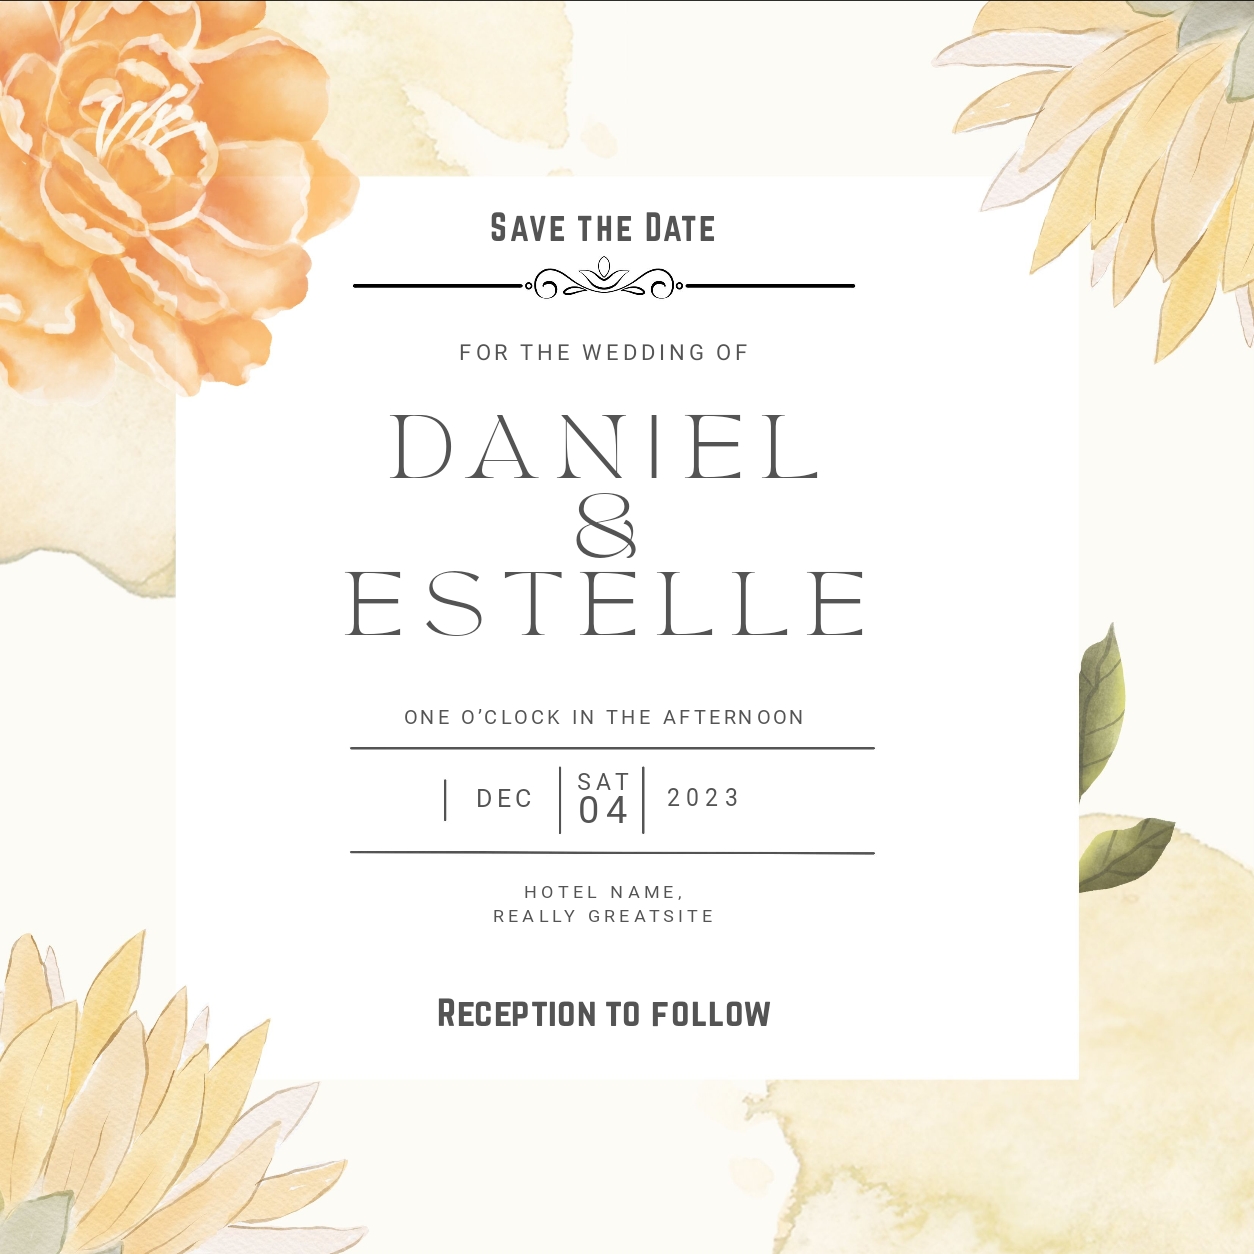 Save the Date
FOR THE WEDDING OF
DANIEL
&
ESTELLE
ONE O’CLOCK IN THE AFTERNOON
DEC
SAT
04
2023
HOTEL NAME,
REALLY GREATSITE
Reception to follow